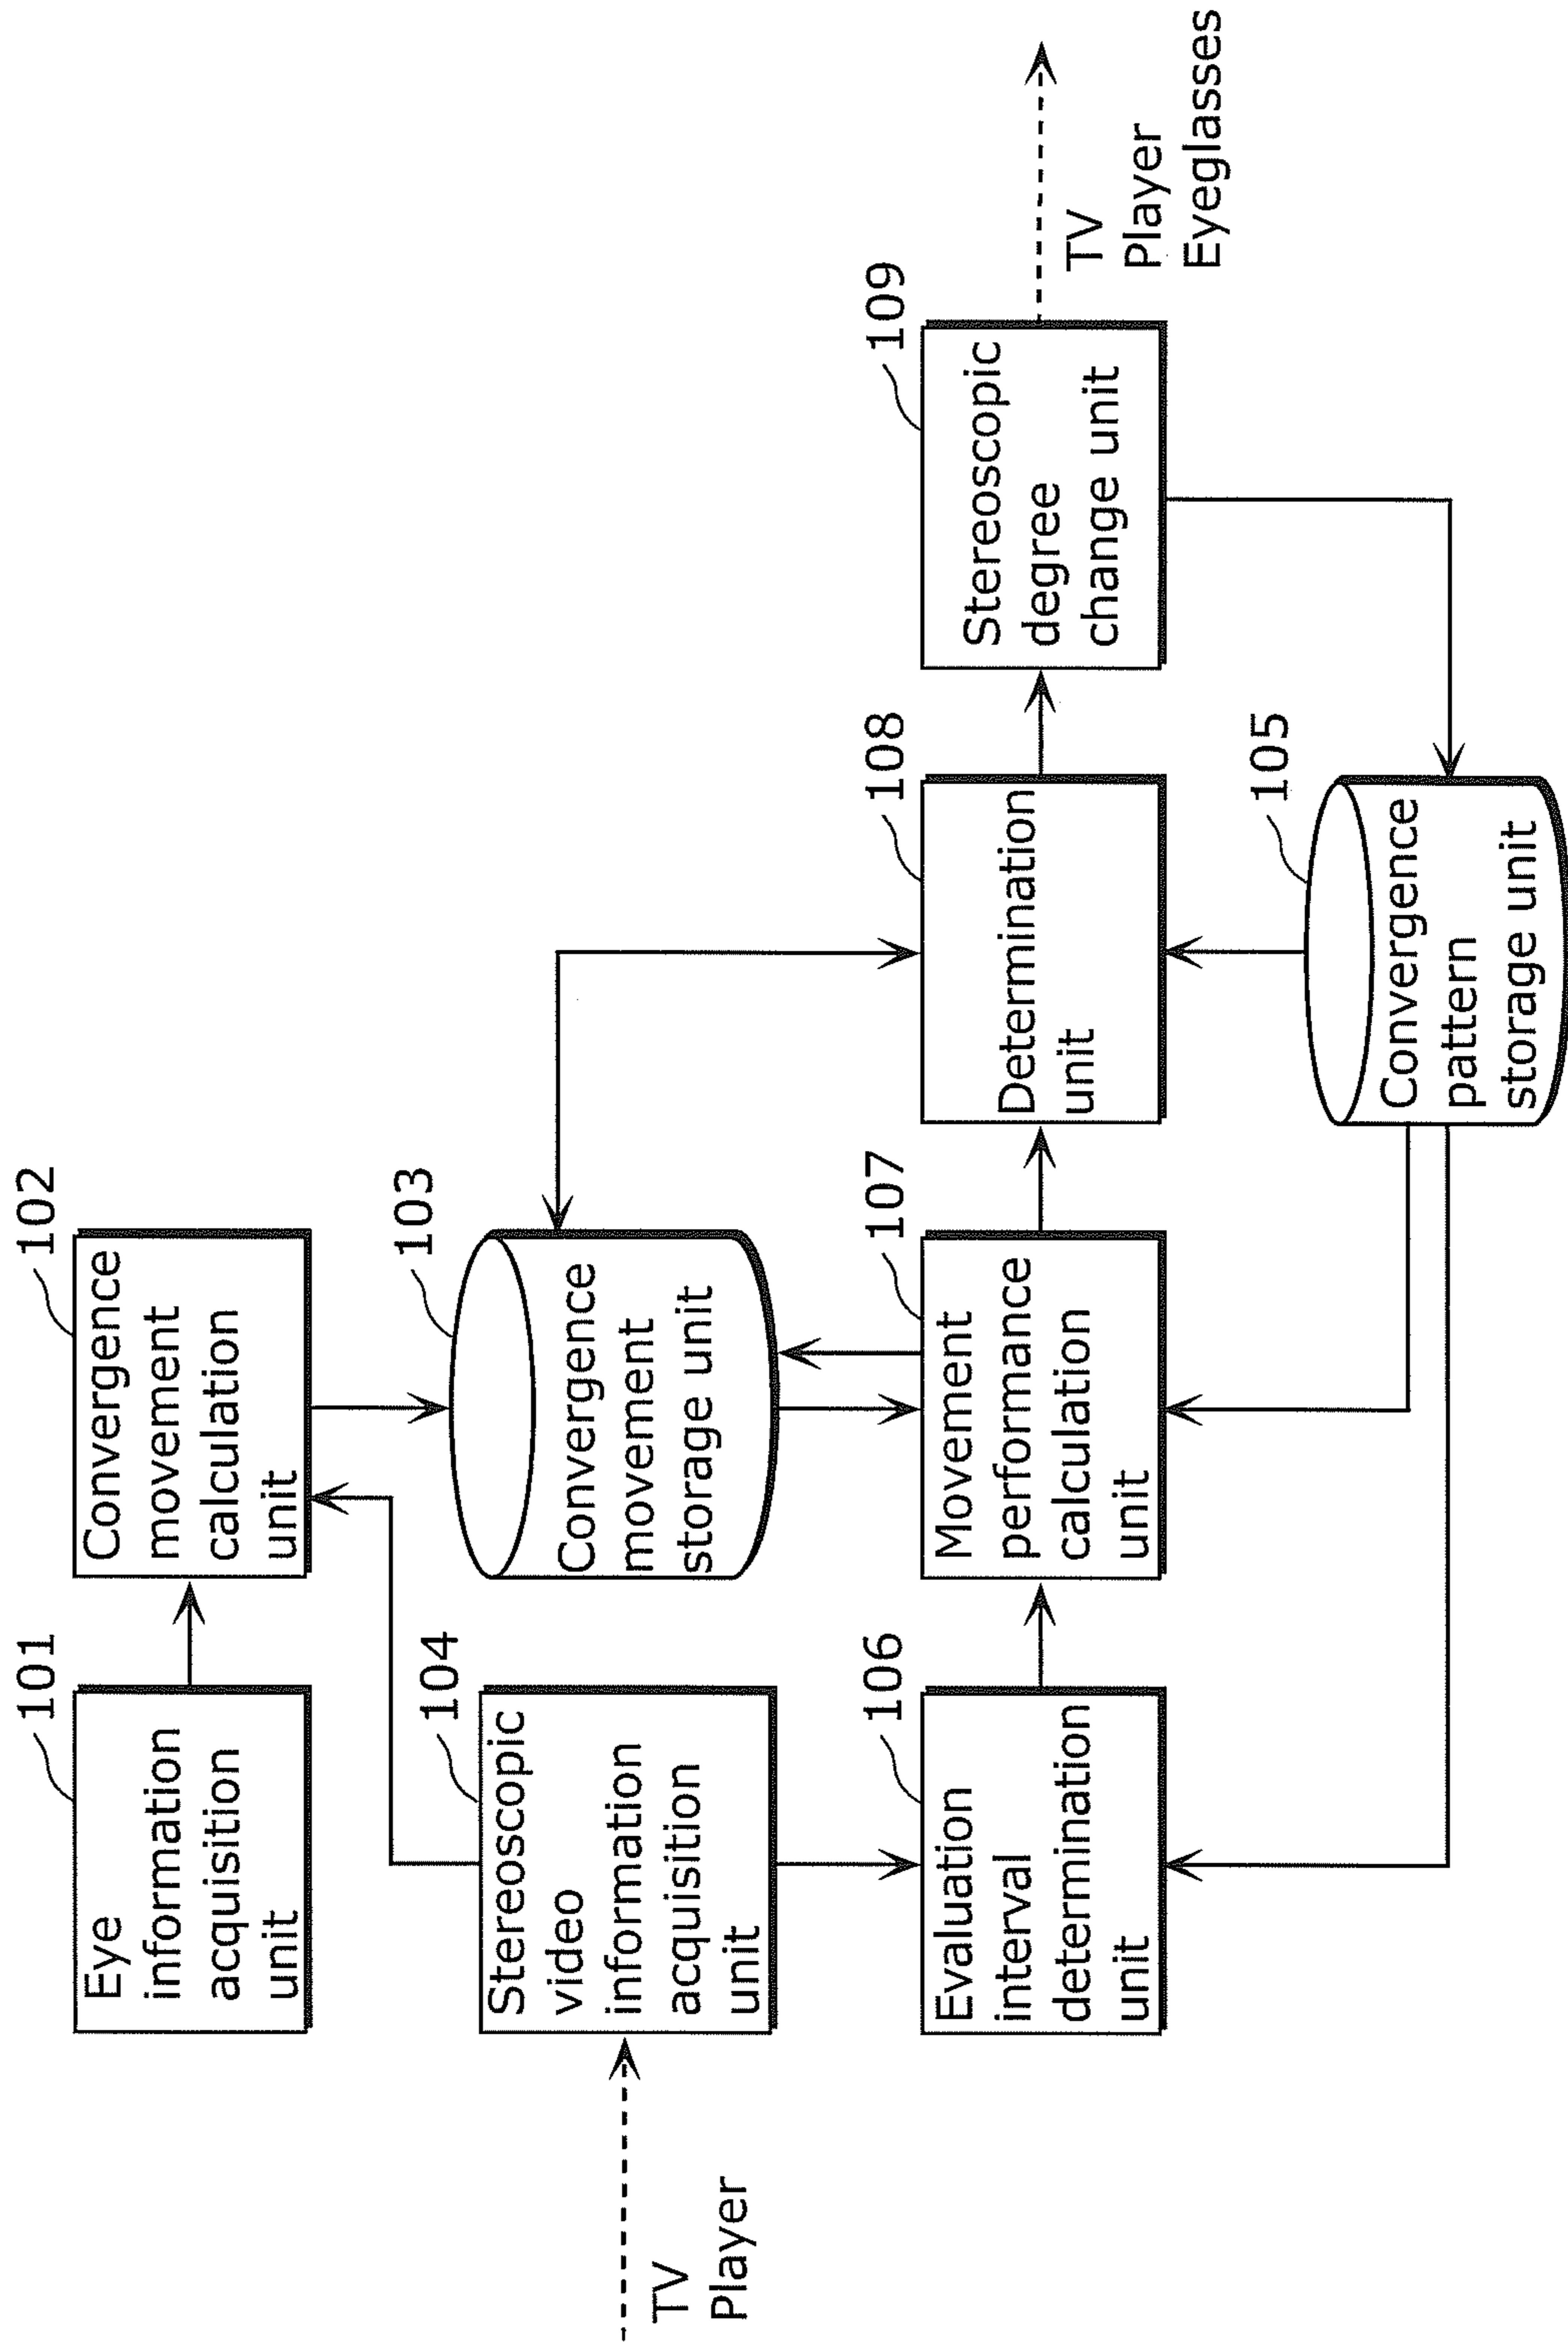 101
Eye
information
acquisition
unit
102
Convergence
movement
calculation
unit
103
Convergence
movement
storage unit
104
Stereoscopic
video
information
acquisition
unit
TV
Player
106
Evaluation
interval
determination
unit
107
Movement
performance
calculation
unit
108
Determination
unit
109
Stereoscopic
degree
change unit
TV
Player
Eyeglasses
105
Convergence
pattern
storage unit